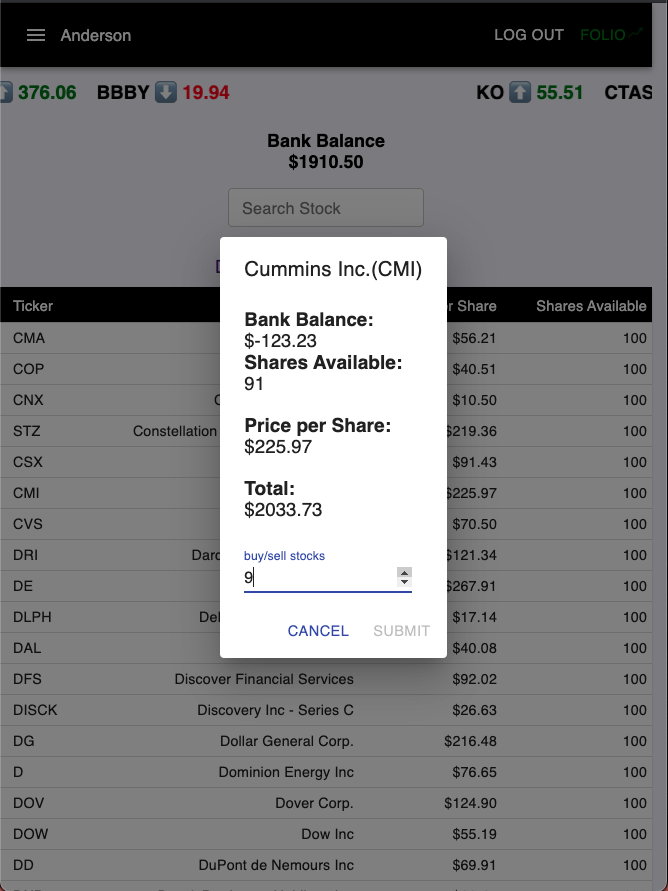 Anderson LOG OUT FOLIO
376.06 BBBY 19.94 KO 55.51 CTAS
Bank Balance
$1910.50
Search Stock
Cummins Inc.(CMI)
Bank Balance:
$-123.23
Shares Available:
91
Price per Share:
$225.97
Total:
$2033.73
buy/sell stocks
9
CANCEL SUBMIT
Ticker Share Shares Available
CMA $56.21 100
COP $40.51 100
CNX $10.50 100
STZ Constellation $219.36 100
CSX $91.43 100
CMI $225.97 100
CVS $70.50 100
DRI $121.34 100
DE $267.91 100
DLPH $17.14 100
DAL $40.08 100
DFS Discover Financial Services $92.02 100
DISCK Discovery Inc - Series C $26.63 100
DG Dollar General Corp. $216.48 100
D Dominion Energy Inc $76.65 100
DOV Dover Corp. $124.90 100
DOW Dow Inc $55.19 100
DD DuPont de Nemours Inc $69.91 100